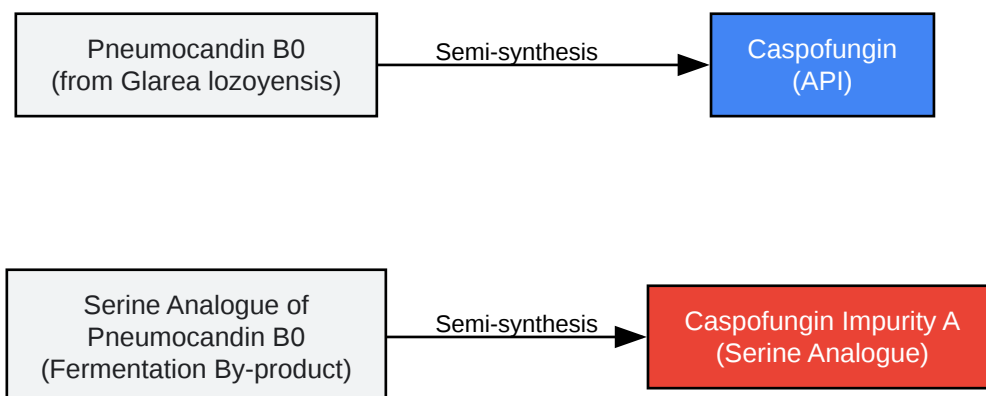 Pneumocandin B0
(from Glarea lozoyensis)
Semi-synthesis
Caspofungin
(API)
Serine Analogue of
Pneumocandin B0
(Fermentation By-product)
Semi-synthesis
Caspofungin Impurity A
(Serine Analogue)